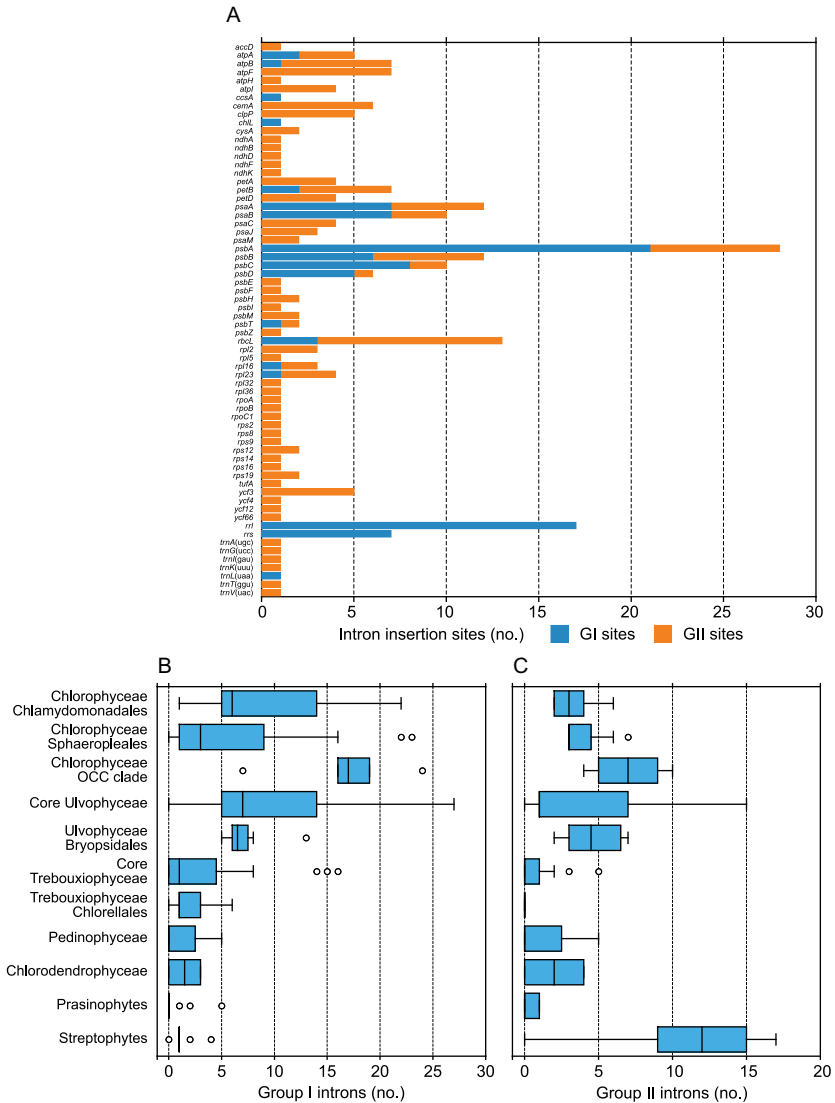 A
accD
atpA
atpB
atpF
atpH
atpI
ccsA
cemA
clpP
chlL
cysA
ndhA
ndhB
ndhD
ndhF
ndhK
petA
petB
petD
psaA
psaB
psaC
psaJ
psaM
psbA
psbB
psbC
psbD
psbE
psbF
psbH
psbI
psbM
psbT
psbZ
rbcL
rpl2
rpl5
rpl16
rpl23
rpl32
rpl36
rpoA
rpoB
rpoC1
rps2
rps8
rps9
rps12
rps14
rps16
rps19
tufA
ycf3
ycf4
ycf12
ycf66
rrl
rrs
trnA(ugc)
trnG(ucc)
trnI(gau)
trnK(uuu)
trnL(uaa)
trnT(ggu)
trnV(uac)
0 5 10 15 20 25 30
Intron insertion sites (no.) GI sites GII sites
B C
Chlorophyceae
Chlamydomonadales
Chlorophyceae
Sphaeropleales
Chlorophyceae
OCC clade
Core Ulvophyceae
Ulvophyceae
Bryopsidales
Core
Trebouxiophyceae
Trebouxiophyceae
Chlorellales
Pedinophyceae
Chlorodendrophyceae
Prasinophytes
Streptophytes
0 5 10 15 20 25 30 0 5 10 15 20
Group I introns (no.) Group II introns (no.)